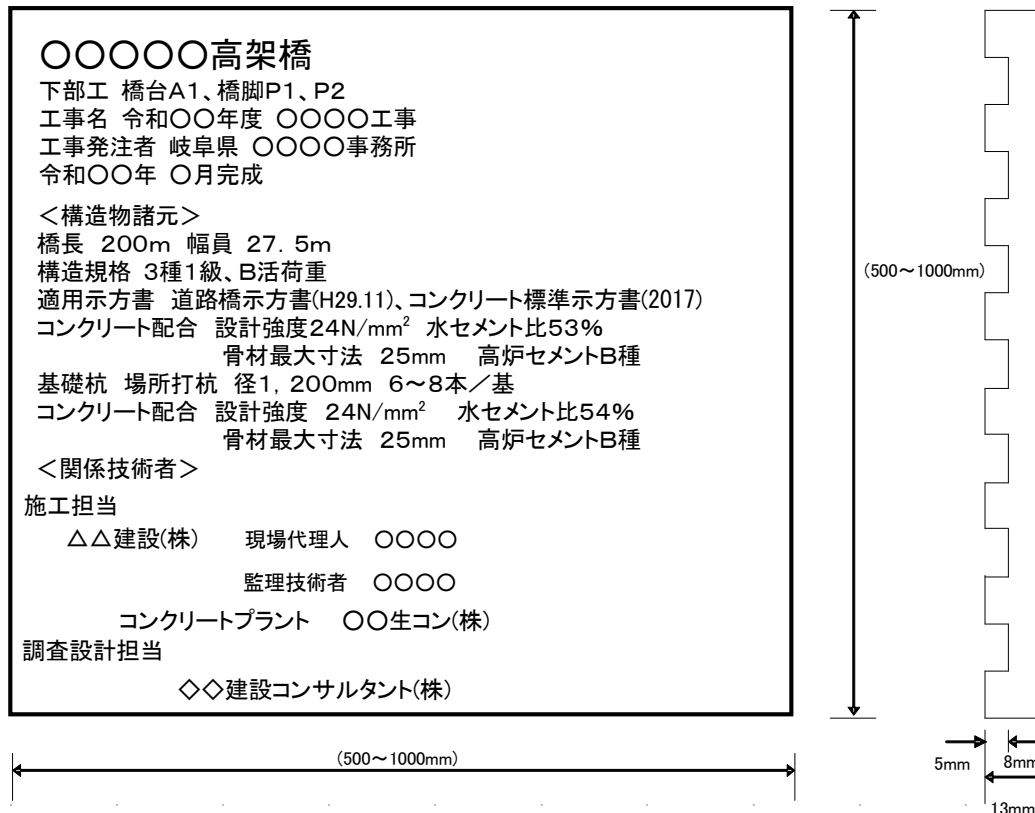 ○○○○○高架橋
下部工 橋台A1、橋脚P1、P2
工事名 令和○○年度 ○○○○工事
工事発注者 岐阜県 ○○○○事務所
令和○○年 ○月完成
＜構造物諸元＞
橋長 200m 幅員 27．5m
構造規格 3種1級、B活荷重
適用示方書 道路橋示方書(H29.11)、コンクリート標準示方書(2017)
コンクリート配合 設計強度24N/mm² 水セメント比53%
骨材最大寸法 25mm 高炉セメントB種
基礎杭 場所打杭 径1，200mm 6～8本／基
コンクリート配合 設計強度 24N/mm² 水セメント比54%
骨材最大寸法 25mm 高炉セメントB種
＜関係技術者＞
施工担当
△△建設(株) 現場代理人 ○○○○
監理技術者 ○○○○
コンクリートプラント ○○生コン(株)
調査設計担当
◇◇建設コンサルタント(株)
(500～1000mm)
(500～1000mm)
5mm 8mm
13mm